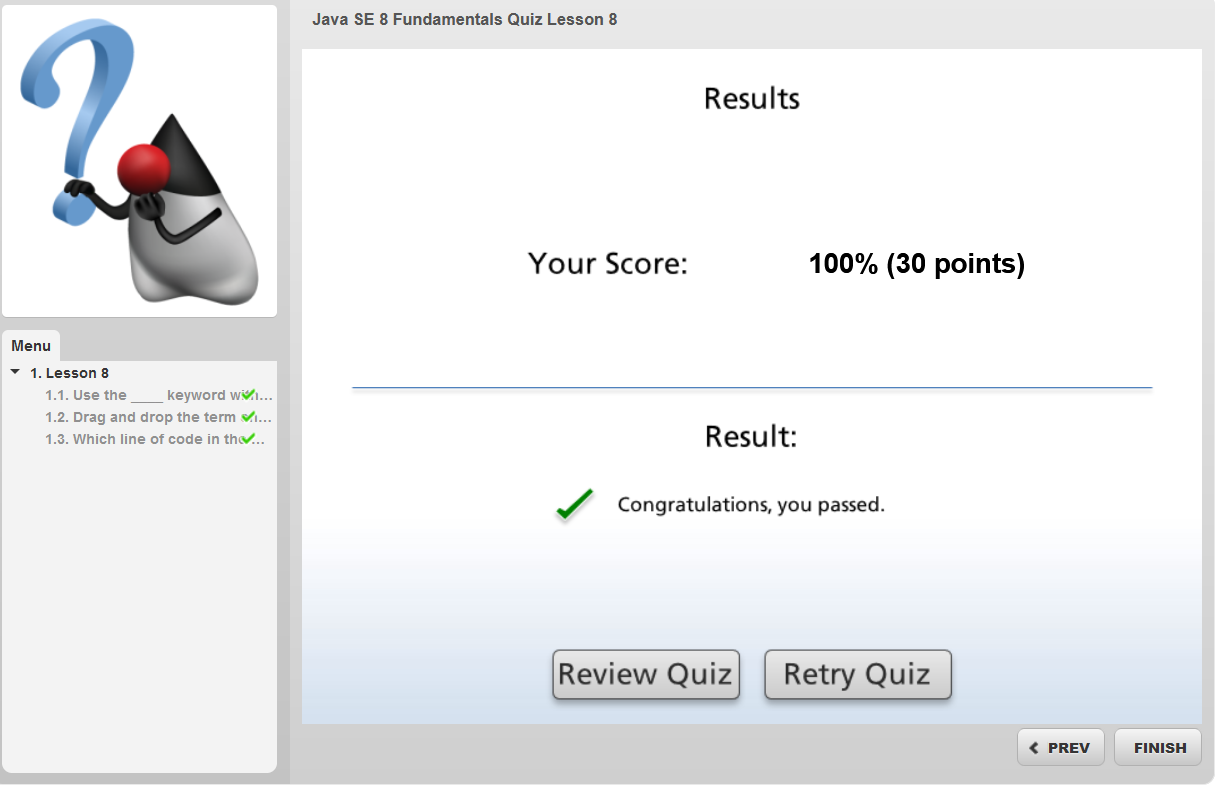 Java SE 8 Fundamentals Quiz Lesson 8
Results
Your Score: 100% (30 points)
Result:
Congratulations, you passed.
Review Quiz Retry Quiz
PREV FINISH
Menu
1. Lesson 8
1.1. Use the ____ keyword ...
1.2. Drag and drop the term ...
1.3. Which line of code in the ...